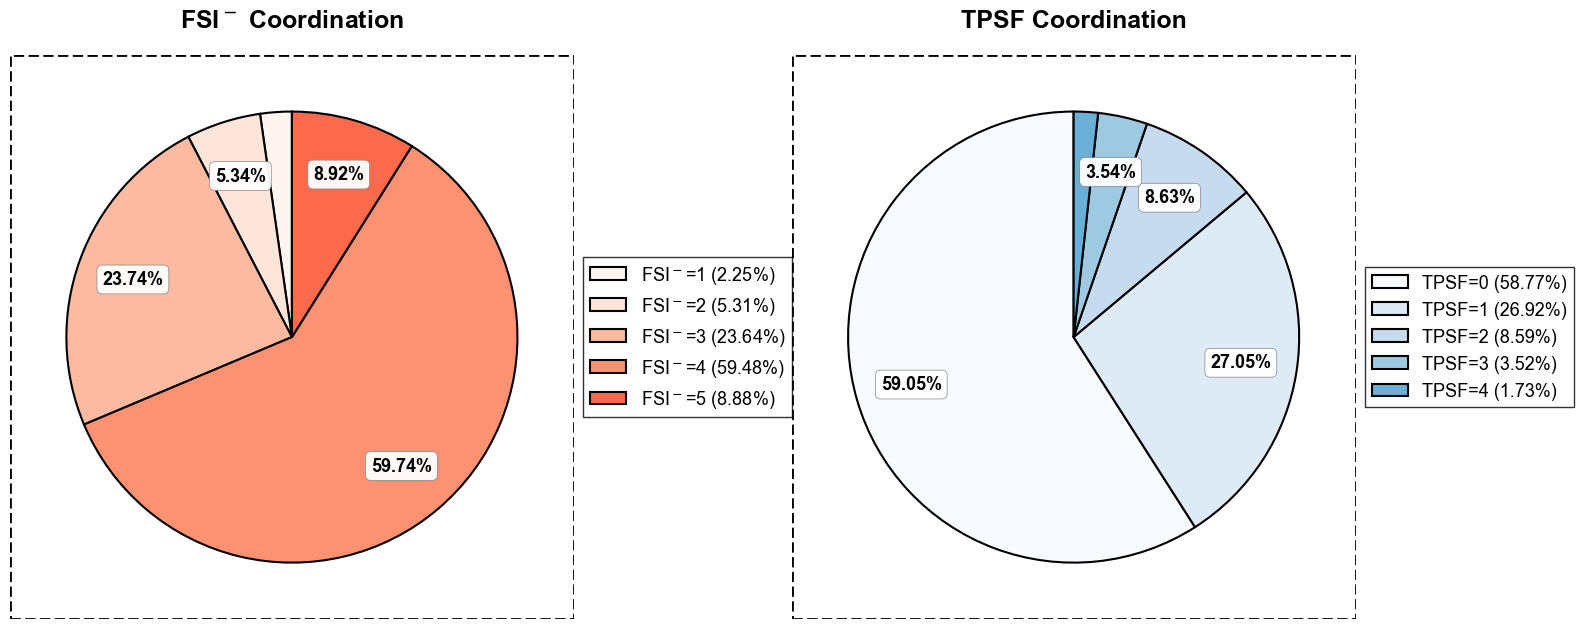 FSI⁻ Coordination
5.34%
8.92%
23.74%
59.74%
FSI⁻=1 (2.25%)
FSI⁻=2 (5.31%)
FSI⁻=3 (23.64%)
FSI⁻=4 (59.48%)
FSI⁻=5 (8.88%)
TPSF Coordination
3.54%
8.63%
27.05%
59.05%
TPSF=0 (58.77%)
TPSF=1 (26.92%)
TPSF=2 (8.59%)
TPSF=3 (3.52%)
TPSF=4 (1.73%)